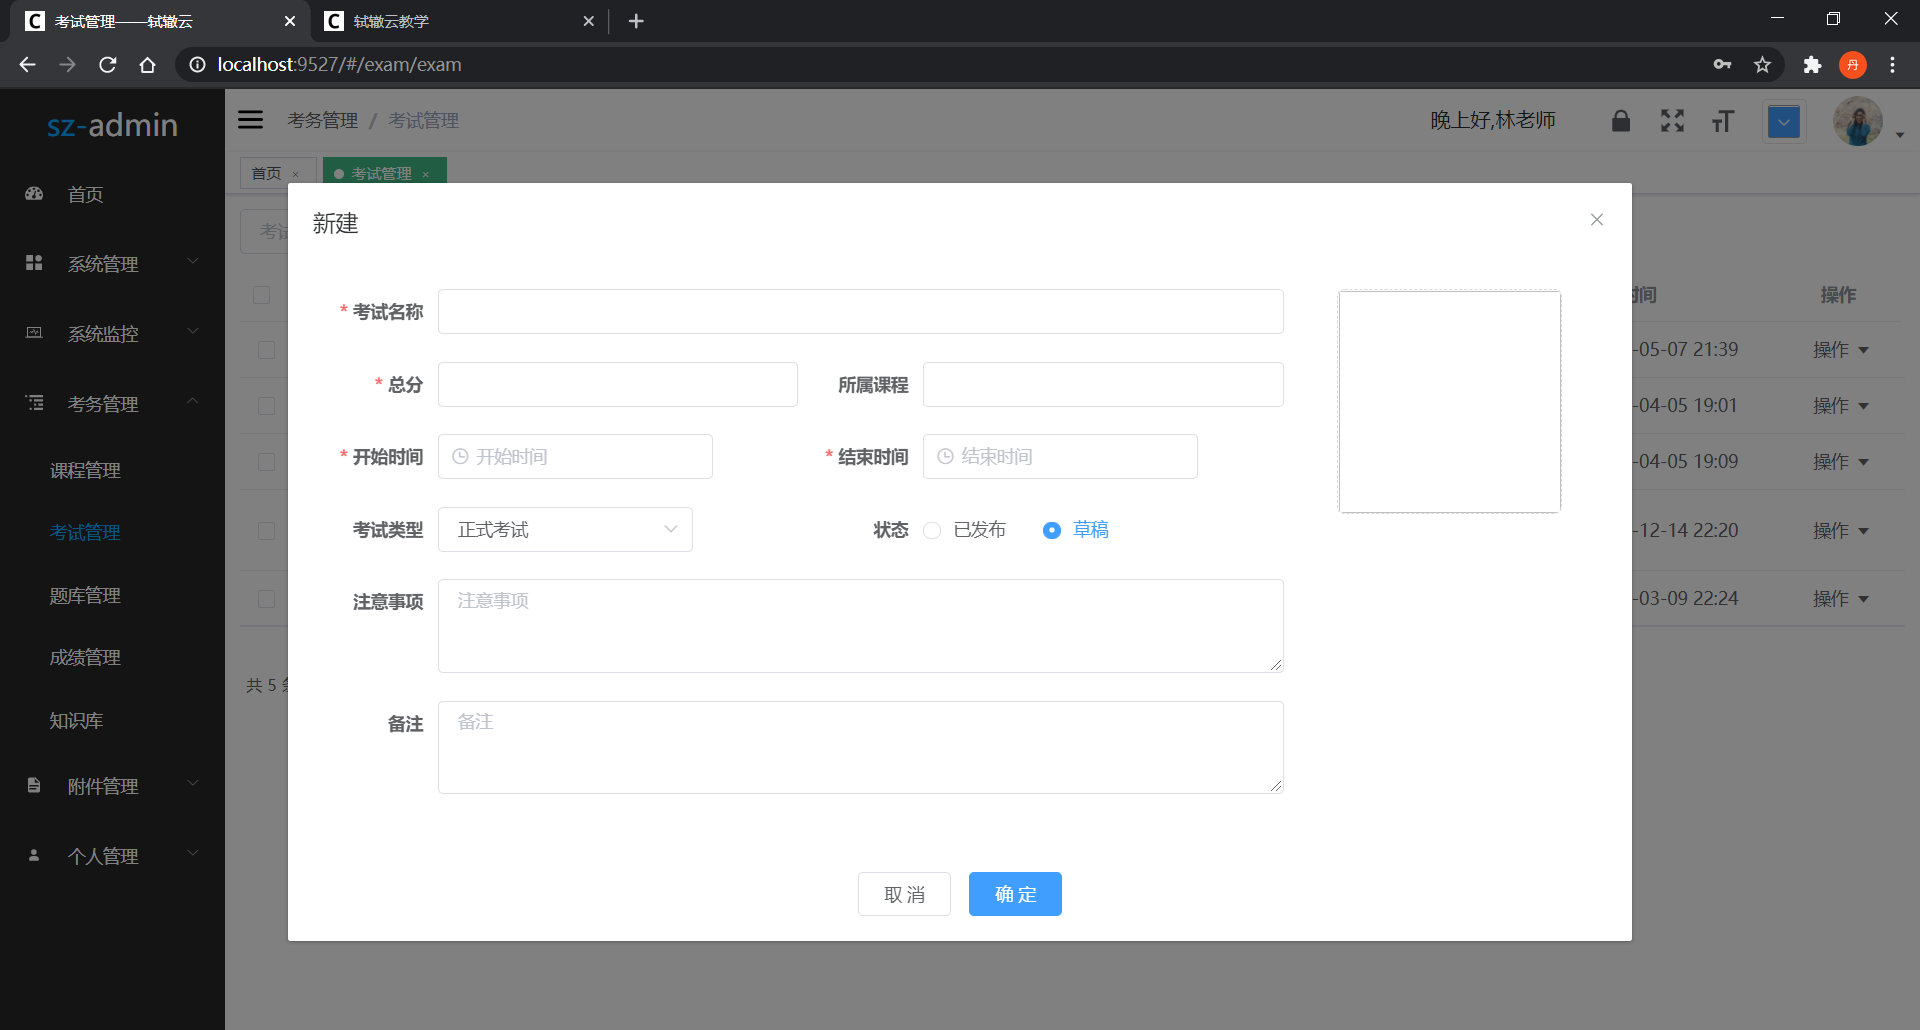 考试管理——轼辙云
轼辙云教学
localhost:9527/#/exam/exam
丹
sz-admin
考务管理 / 考试管理
晚上好,林老师
首页
考试管理
首页
系统管理
系统监控
考务管理
课程管理
考试管理
题库管理
成绩管理
知识库
附件管理
个人管理
考试
时间
操作
-05-07 21:39
操作
-04-05 19:01
操作
-04-05 19:09
操作
-12-14 22:20
操作
-03-09 22:24
操作
共 5 条
新建
* 考试名称
* 总分
所属课程
* 开始时间
开始时间
* 结束时间
结束时间
考试类型
正式考试
状态
已发布
草稿
注意事项
注意事项
备注
备注
取 消
确 定